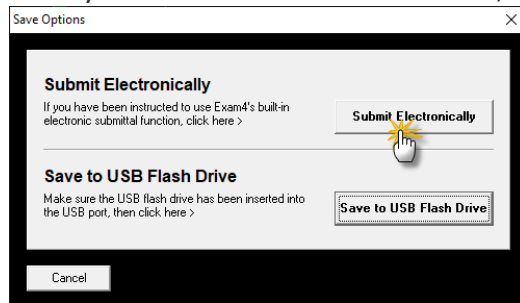 Save Options
Submit Electronically
If you have been instructed to use Exam4's built-in
electronic submittal function, click here >
Submit Electronically
Save to USB Flash Drive
Make sure the USB flash drive has been inserted into
the USB port, then click here >
Save to USB Flash Drive
Cancel